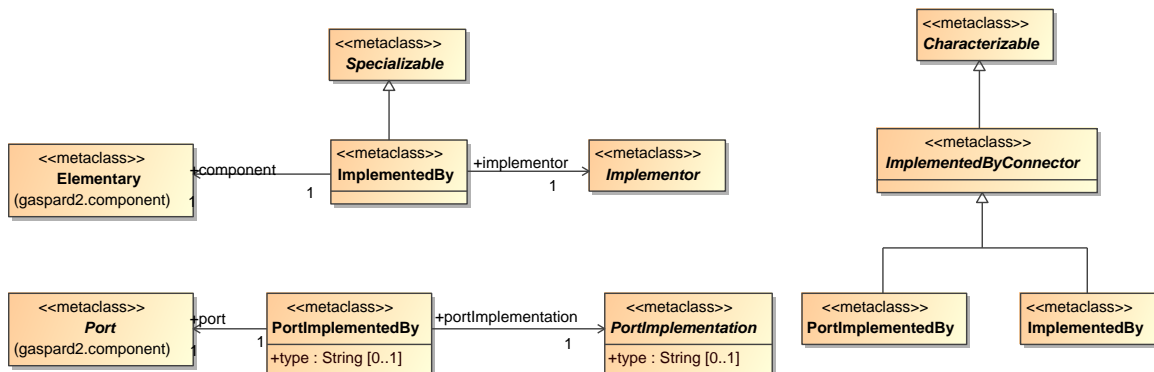 <<metaclass>>
Specializable
<<metaclass>>
Elementary
(gaspard2.component)
+component
1
1
<<metaclass>>
ImplementedBy
+implementor
1
<<metaclass>>
Implementor
<<metaclass>>
Port
(gaspard2.component)
+port
1
1
<<metaclass>>
PortImplementedBy
+type : String [0..1]
+portImplementation
1
<<metaclass>>
PortImplementation
+type : String [0..1]
<<metaclass>>
Characterizable
<<metaclass>>
ImplementedByConnector
<<metaclass>>
PortImplementedBy
<<metaclass>>
ImplementedBy